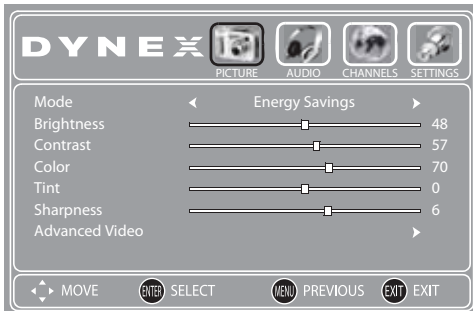 DYNEX
PICTURE AUDIO CHANNELS SETTINGS
Mode Energy Savings
Brightness 48
Contrast 57
Color 70
Tint 0
Sharpness 6
Advanced Video
MOVE ENTER SELECT MENU PREVIOUS EXIT EXIT